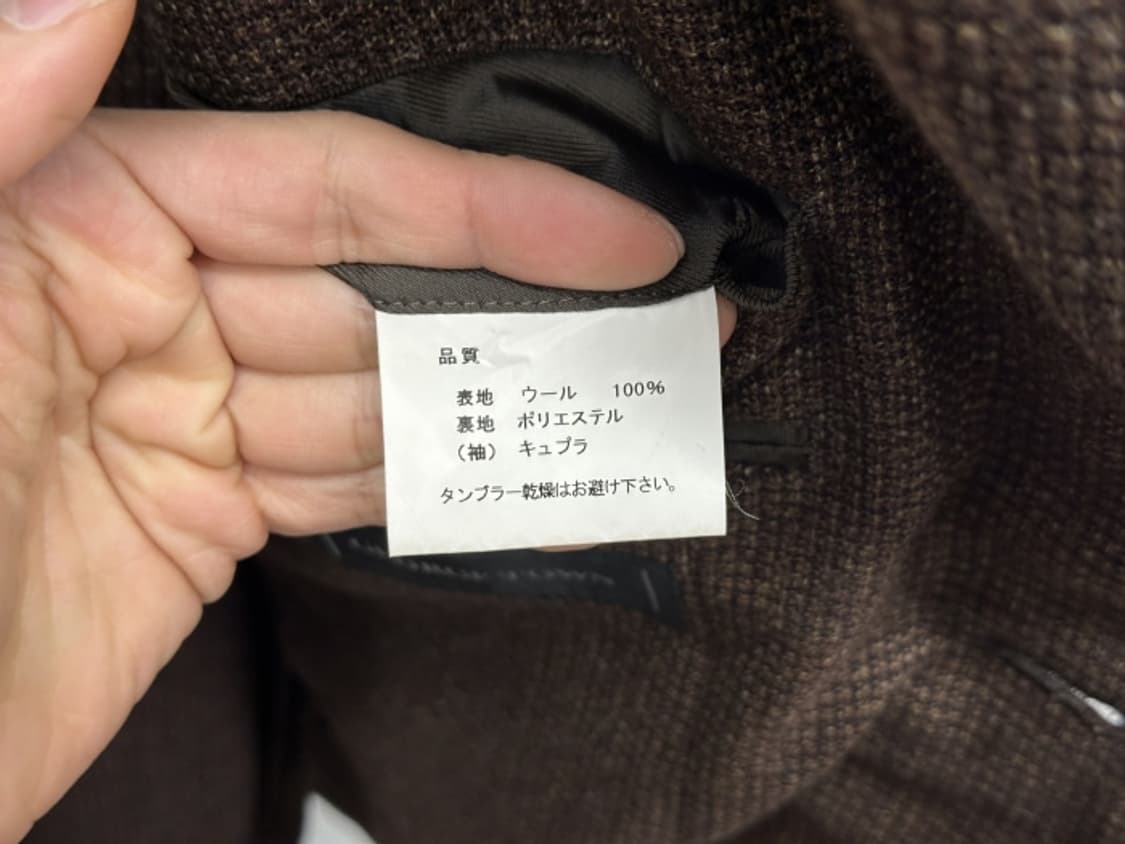 品質
表地 ウール 100%
裏地 ポリエステル
(袖) キュプラ
タンブラー乾燥はお避け下さい。